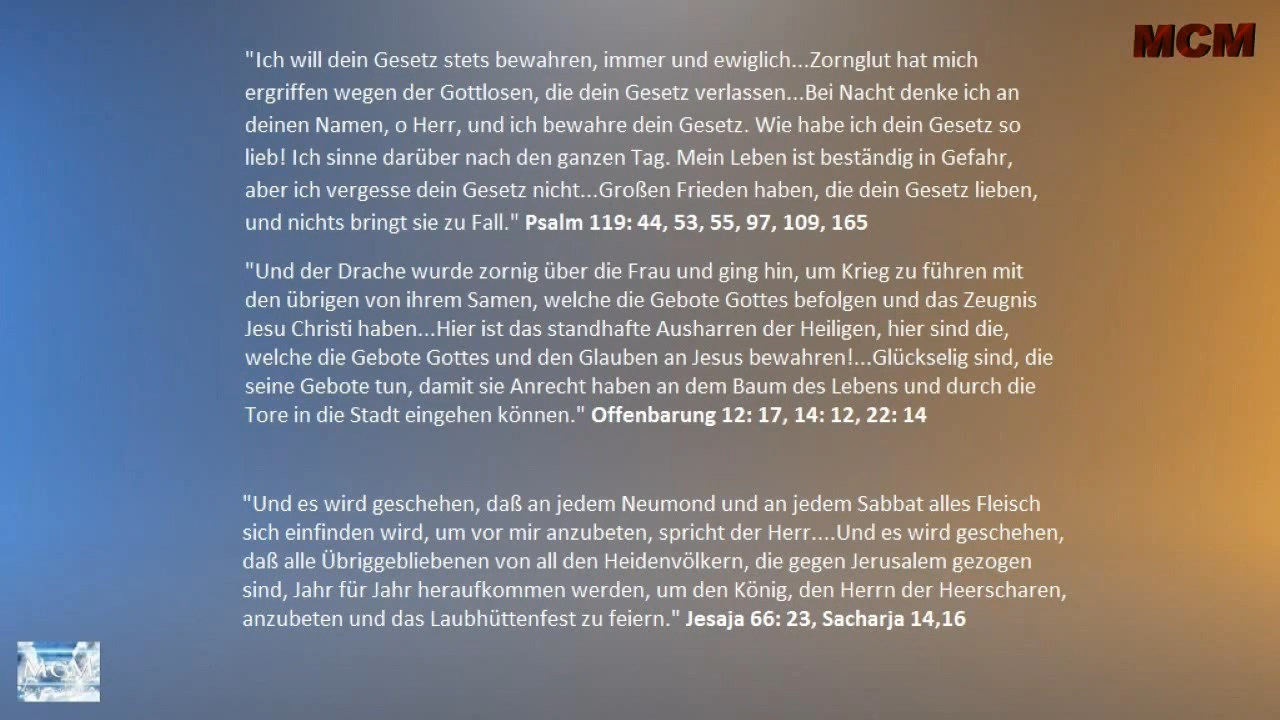 MCM
"Ich will dein Gesetz stets bewahren, immer und ewiglich...Zornglut hat mich
ergriffen wegen der Gottlosen, die dein Gesetz verlassen...Bei Nacht denke ich an
deinen Namen, o Herr, und ich bewahre dein Gesetz. Wie habe ich dein Gesetz so
lieb! Ich sinne darüber nach den ganzen Tag. Mein Leben ist beständig in Gefahr,
aber ich vergesse dein Gesetz nicht...Großen Frieden haben, die dein Gesetz lieben,
und nichts bringt sie zu Fall." Psalm 119: 44, 53, 55, 97, 109, 165
"Und der Drache wurde zornig über die Frau und ging hin, um Krieg zu führen mit
den übrigen von ihrem Samen, welche die Gebote Gottes befolgen und das Zeugnis
Jesu Christi haben...Hier ist das standhafte Ausharren der Heiligen, hier sind die,
welche die Gebote Gottes und den Glauben an Jesus bewahren!...Glückselig sind, die
seine Gebote tun, damit sie Anrecht haben an dem Baum des Lebens und durch die
Tore in die Stadt eingehen können." Offenbarung 12: 17, 14: 12, 22: 14
"Und es wird geschehen, daß an jedem Neumond und an jedem Sabbat alles Fleisch
sich einfinden wird, um vor mir anzubeten, spricht der Herr....Und es wird geschehen,
daß alle Übriggebliebenen von all den Heidenvölkern, die gegen Jerusalem gezogen
sind, Jahr für Jahr heraufkommen werden, um den König, den Herrn der Heerscharen,
anzubeten und das Laubhüttenfest zu feiern." Jesaja 66: 23, Sacharja 14,16
MGM